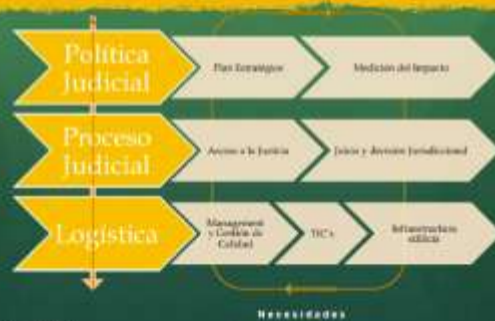 Política
Judicial
Plan Estratégico
Medición del Impacto
Proceso
Judicial
Acceso a la Justicia
Juicio y decisión Jurisdiccional
Logística
Management
y Gestión de
Calidad
TIC's
Infraestructura
edilicia
Necesidades